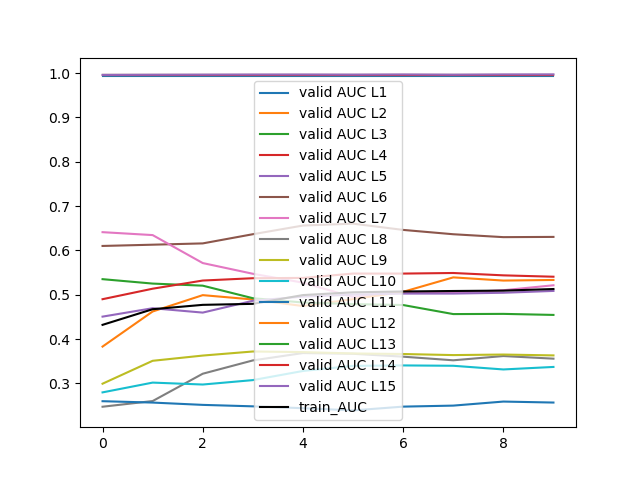 1.0
0.9
0.8
0.7
0.6
0.5
0.4
0.3
valid AUC L1
valid AUC L2
valid AUC L3
valid AUC L4
valid AUC L5
valid AUC L6
valid AUC L7
valid AUC L8
valid AUC L9
valid AUC L10
valid AUC L11
valid AUC L12
valid AUC L13
valid AUC L14
valid AUC L15
train_AUC
0 2 4 6 8